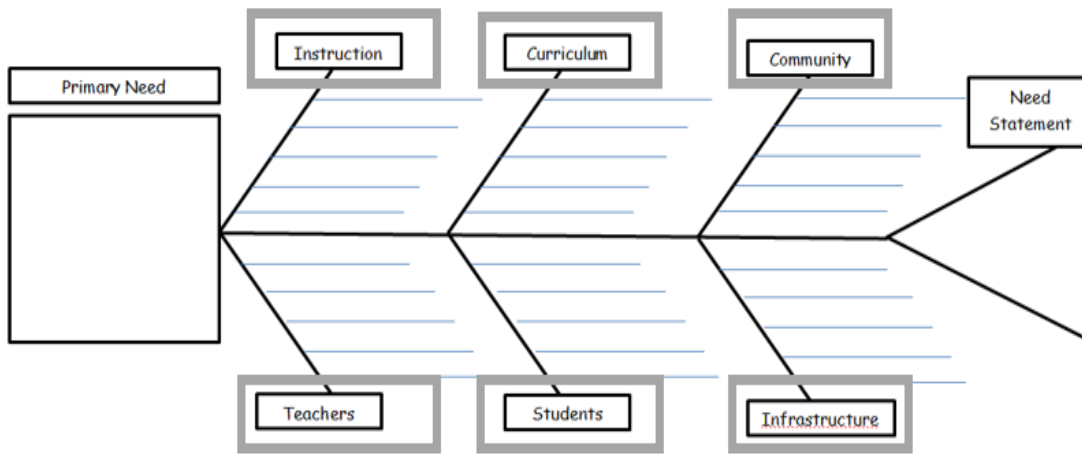 Instruction
Curriculum
Community
Primary Need
Need
Statement
Teachers
Students
Infrastructure